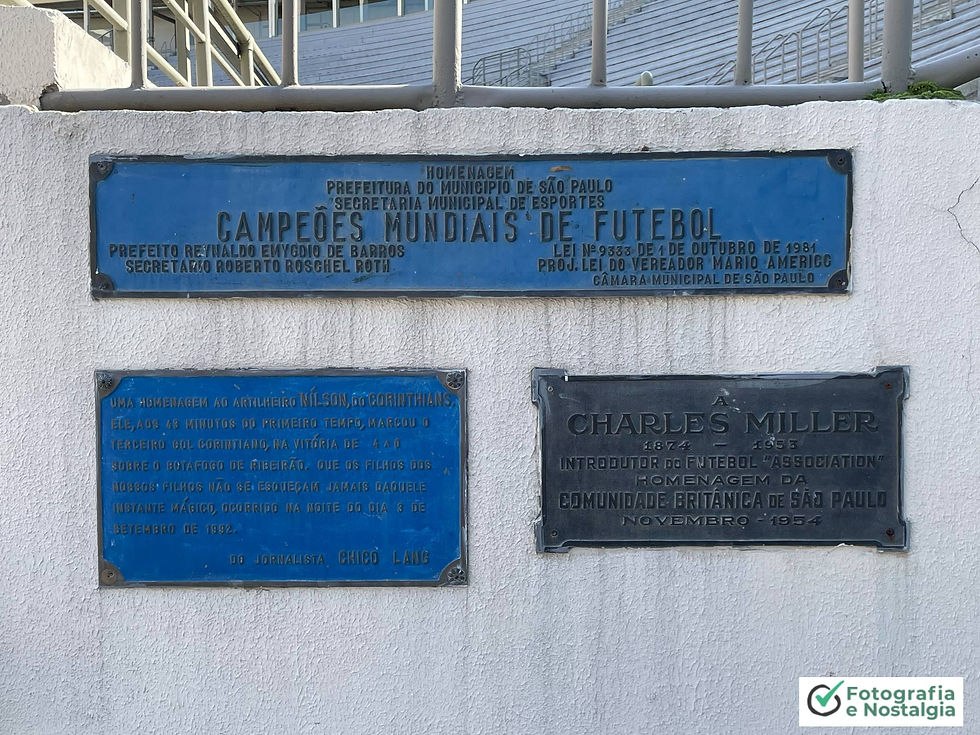 HOMENAGEM
PREFEITURA DO MUNICIPIO DE SÃO PAULO
SECRETARIA MUNICIPAL DE ESPORTES
CAMPEÕES MUNDIAIS DE FUTEBOL
PREFEITO REYNALDO EMYGDIO DE BARROS
SECRETARIO ROBERTO ROSCHEL ROTH
LEI Nº 9333 DE 1 DE OUTUBRO DE 1981
PROJ. LEI DO VEREADOR MARIO AMERICO
CÂMARA MUNICIPAL DE SÃO PAULO
UMA HOMENAGEM AO ARTILHEIRO NÍLSON, DO CORINTHIANS.
ELE, AOS 43 MINUTOS DO PRIMEIRO TEMPO, MARCOU O
TERCEIRO GOL CORINTIANO, NA VITÓRIA DE 4 A 0
SOBRE O BOTAFOGO DE RIBEIRÃO. QUE OS FILHOS DOS
NOSSOS FILHOS NÃO SE ESQUEÇAM JAMAIS DAQUELE
INSTANTE MÁGICO, OCORRIDO NA NOITE DO DIA 3 DE
SETEMBRO DE 1992.
DO JORNALISTA CHICO LANG
A
CHARLES MILLER
1874 - 1953
INTRODUTOR DO FUTEBOL "ASSOCIATION"
HOMENAGEM DA
COMUNIDADE BRITÂNICA DE SÃO PAULO
NOVEMBRO - 1954
Fotografia
e Nostalgia